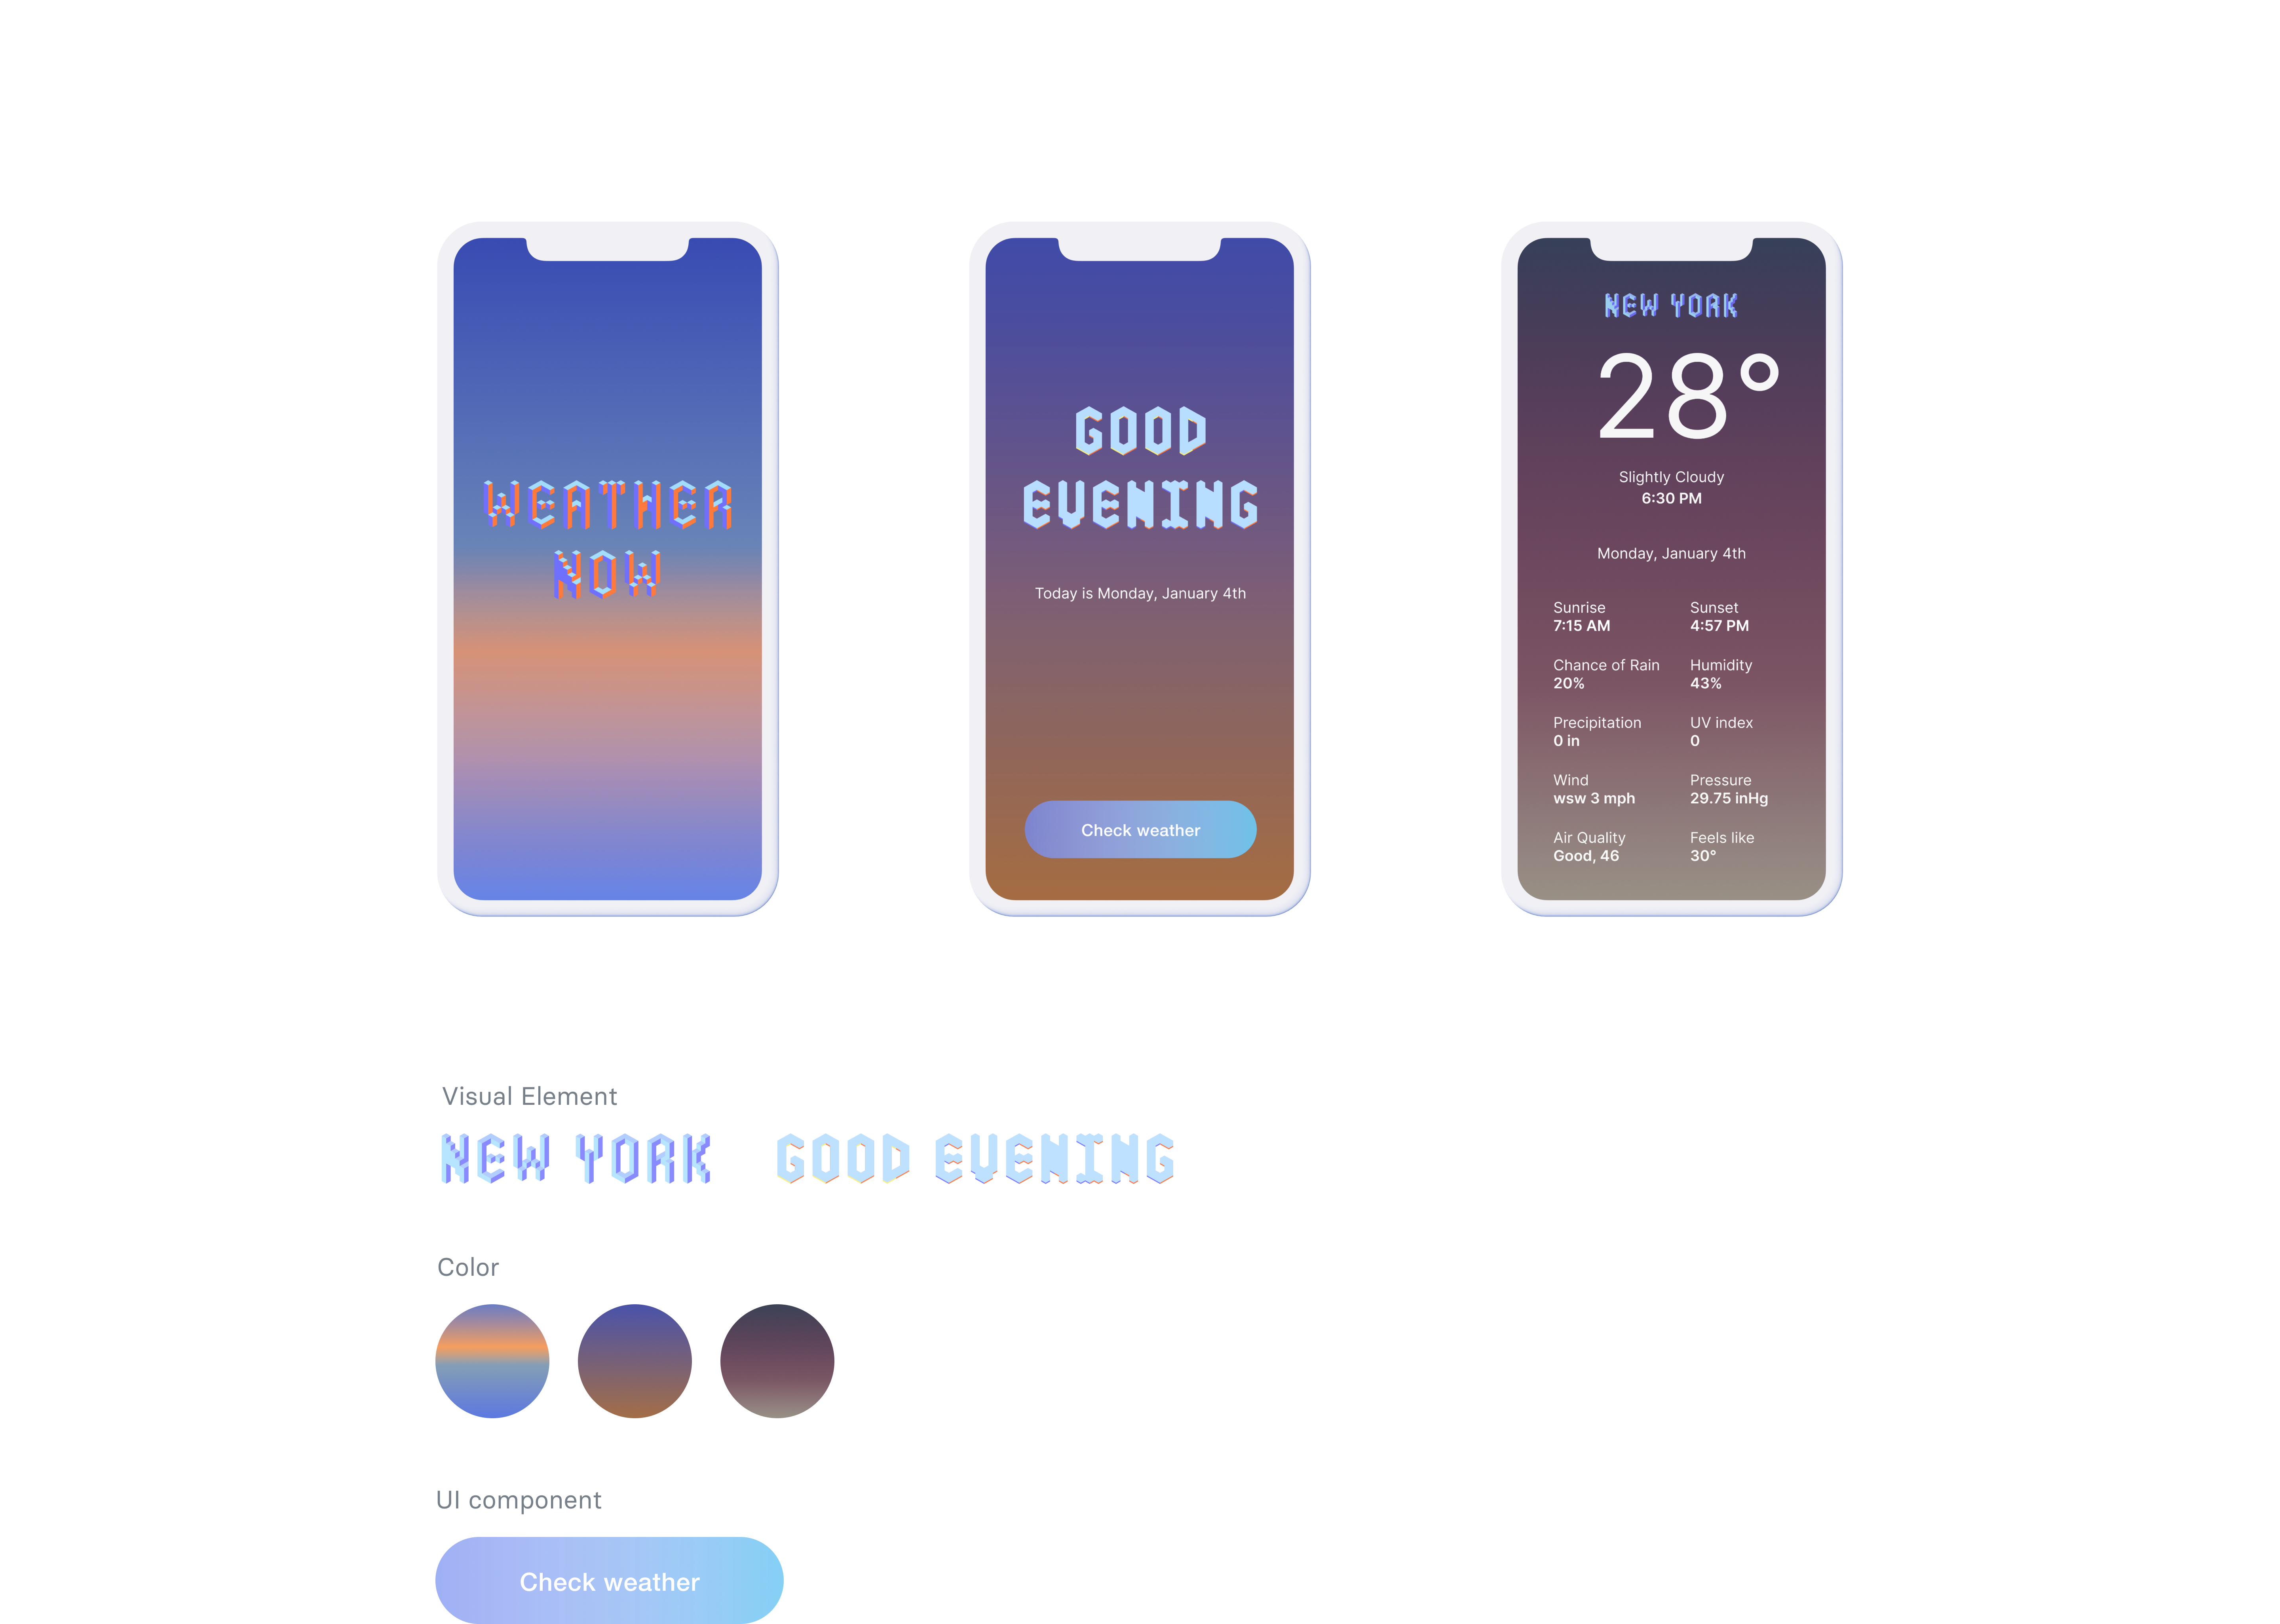 WEATHER
NOW
GOOD
EVENING
Today is Monday, January 4th
Check weather
NEW YORK
28°
Slightly Cloudy
6:30 PM
Monday, January 4th
Sunrise Sunset
7:15 AM 4:57 PM
Chance of Rain Humidity
20% 43%
Precipitation UV index
0 in 0
Wind Pressure
wsw 3 mph 29.75 inHg
Air Quality Feels like
Good, 46 30°
Visual Element
NEW YORK GOOD EVENING
Color
UI component
Check weather